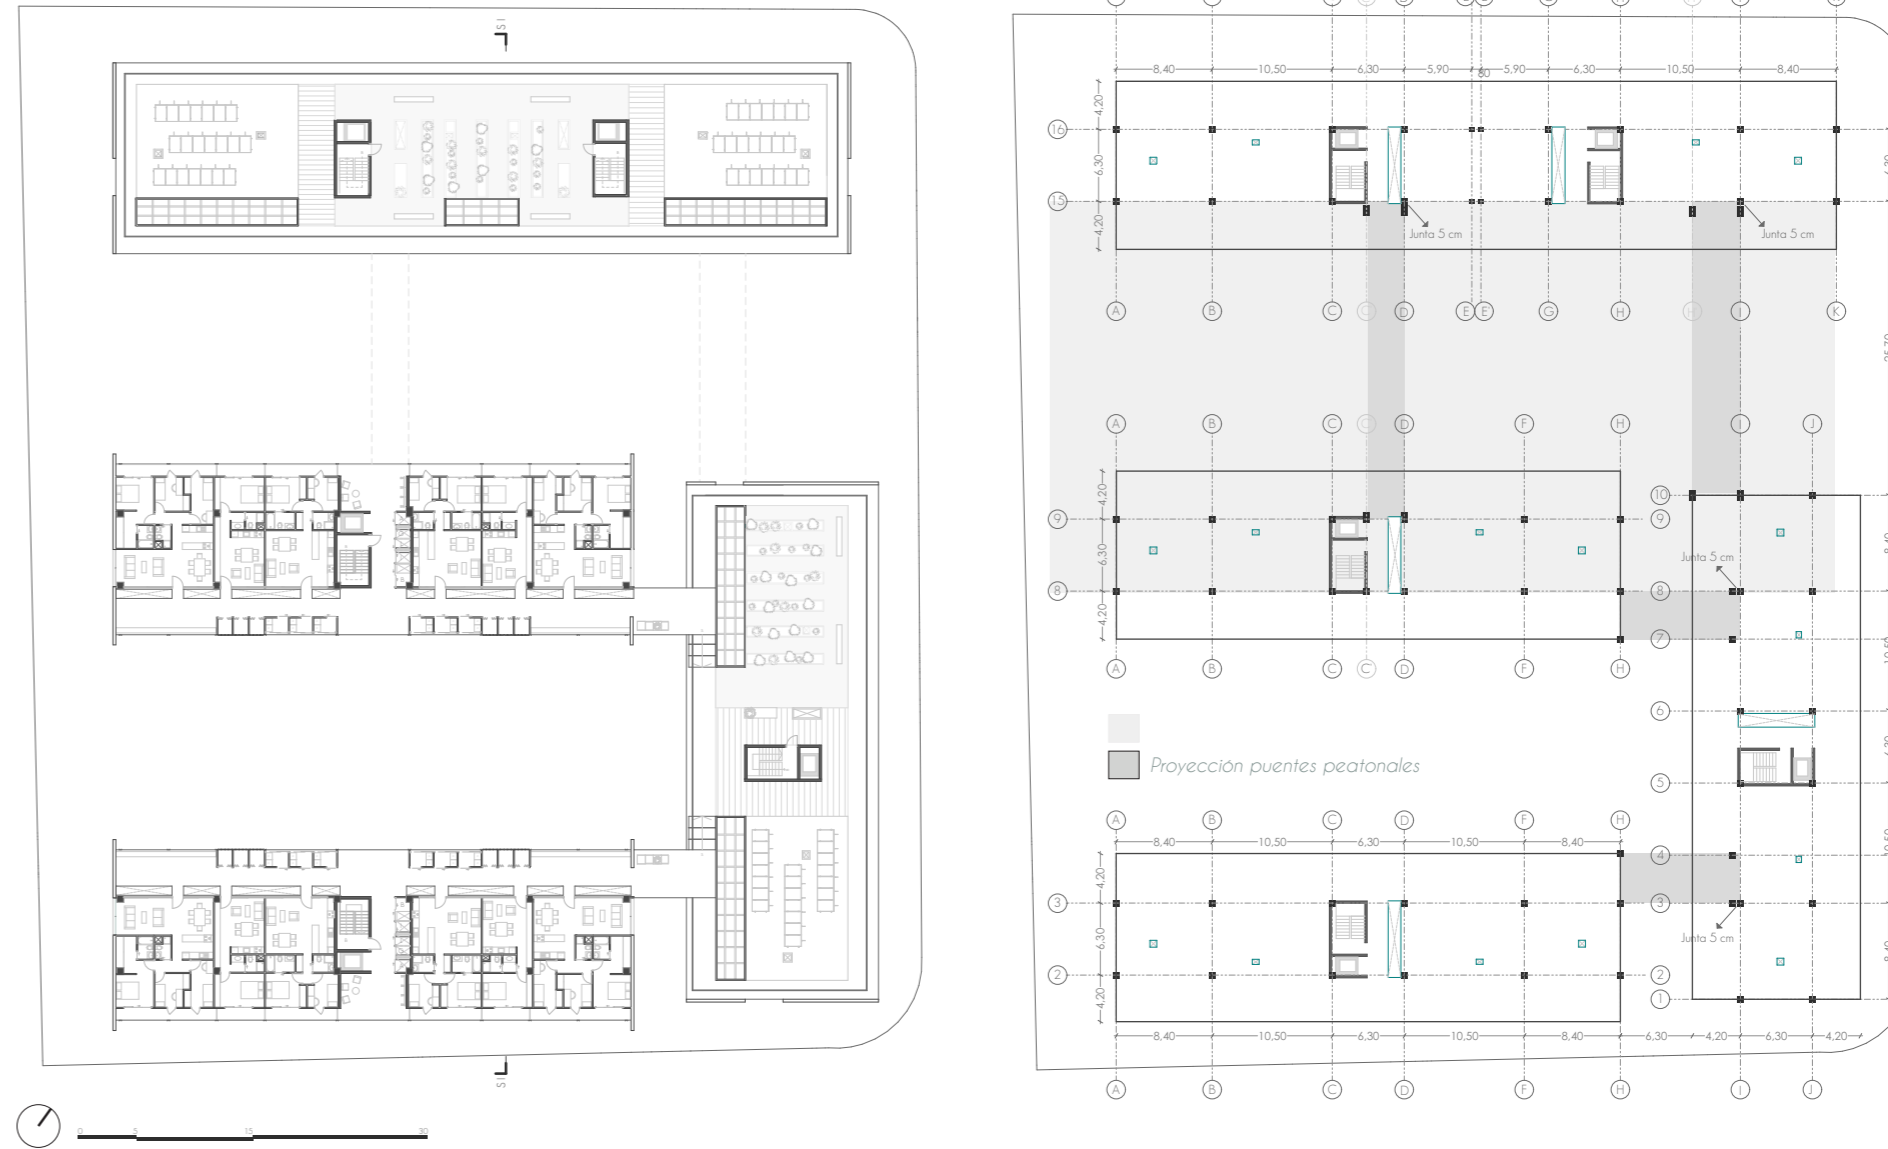 S1
8,40 10,50 6,30 5,90 80 5,90 6,30 10,50 8,40
4,20
16
6,30
15
4,20
Junta 5 cm Junta 5 cm
A B C C' D E E' G H I K
A B C C' D F H I J
4,20
10
9 9
6,30
Junta 5 cm
8 8
4,20
7
A B C C' D F H
6
Proyección puentes peatonales
5
A B C D F H
8,40 10,50 6,30 10,50 8,40
4,20
4
3 3
6,30
Junta 5 cm
2 2
4,20
1
8,40 10,50 6,30 10,50 8,40 6,30 4,20 6,30 4,20
S1
A B C D F H I J
0 5 15 30